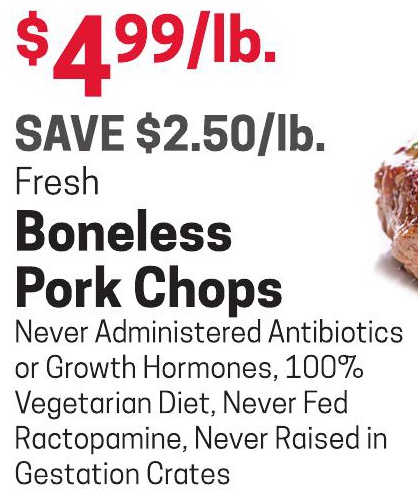 $4.99/lb.
SAVE $2.50/lb.
Fresh
Boneless
Pork Chops
Never Administered Antibiotics
or Growth Hormones, 100%
Vegetarian Diet, Never Fed
Ractopamine, Never Raised in
Gestation Crates